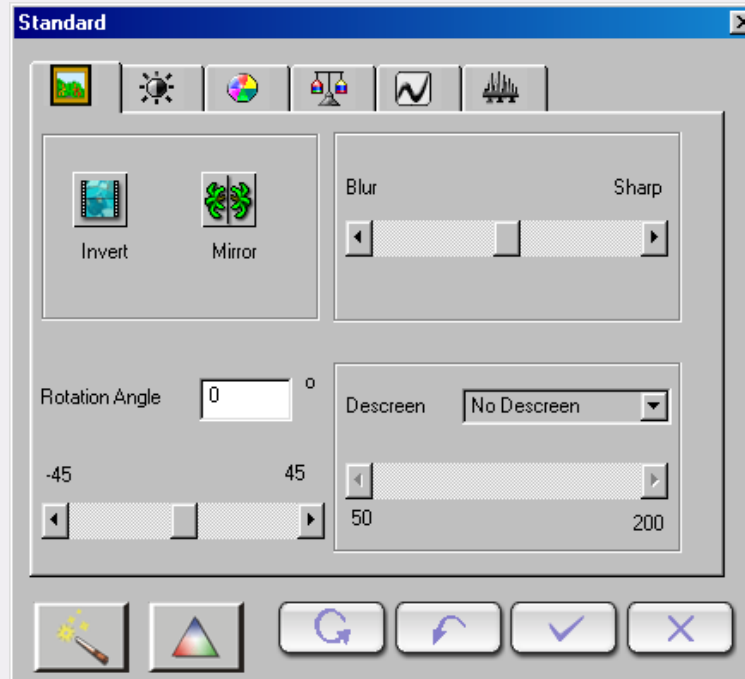 Standard
Blur Sharp
Invert Mirror
Rotation Angle 0 o
Descreen No Descreen
-45 45
50 200